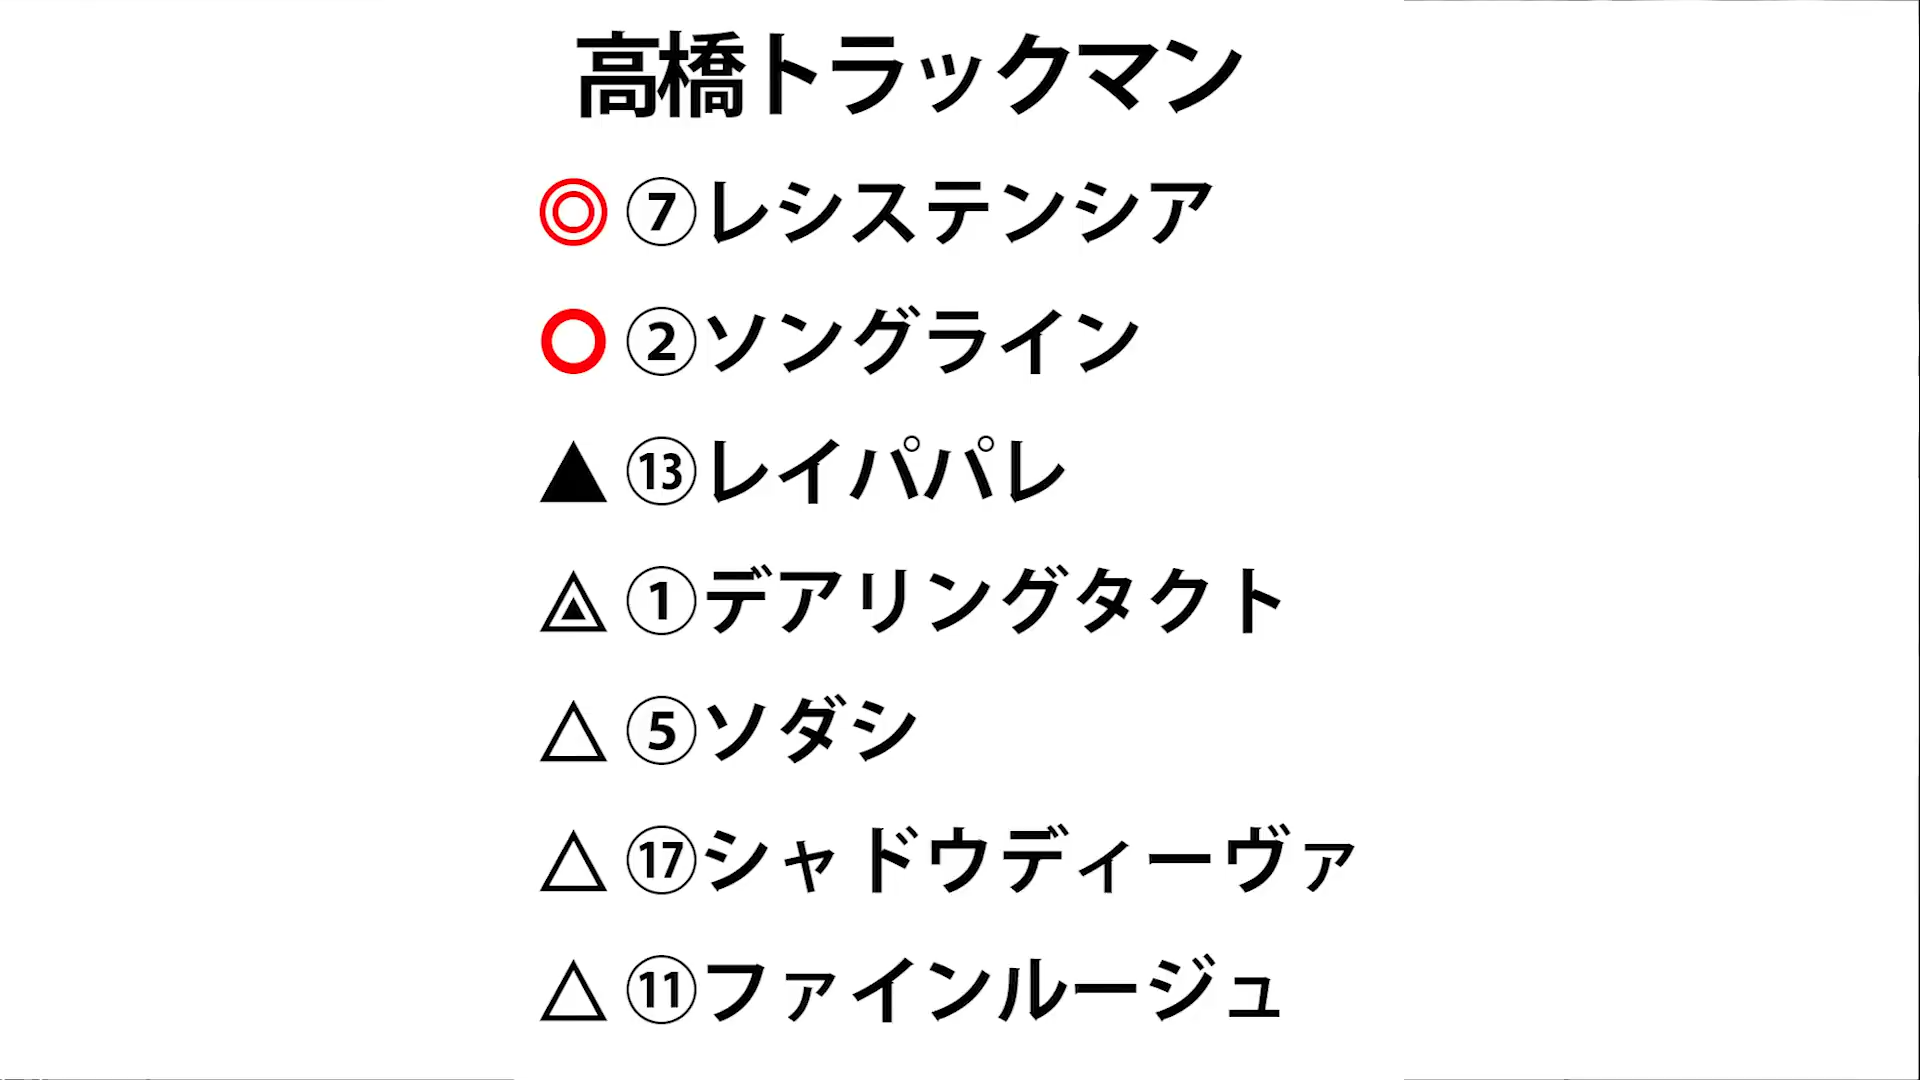 高橋トラックマン
◎⑦レシステンシア
○②ソングライン
▲⑬レイパパレ
◬①デアリングタクト
△⑤ソダシ
△⑰シャドウディーヴァ
△⑪ファインルージュ